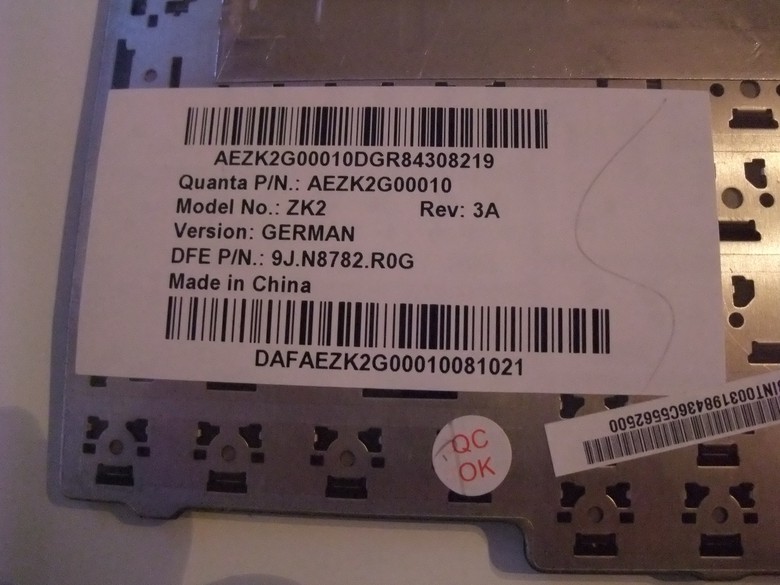 AEZK2G00010DGR84308219
Quanta P/N.: AEZK2G00010
Model No.: ZK2 Rev: 3A
Version: GERMAN
DFE P/N.: 9J.N8782.R0G
Made in China
DAFAEZK2G00010081021
QC
OK